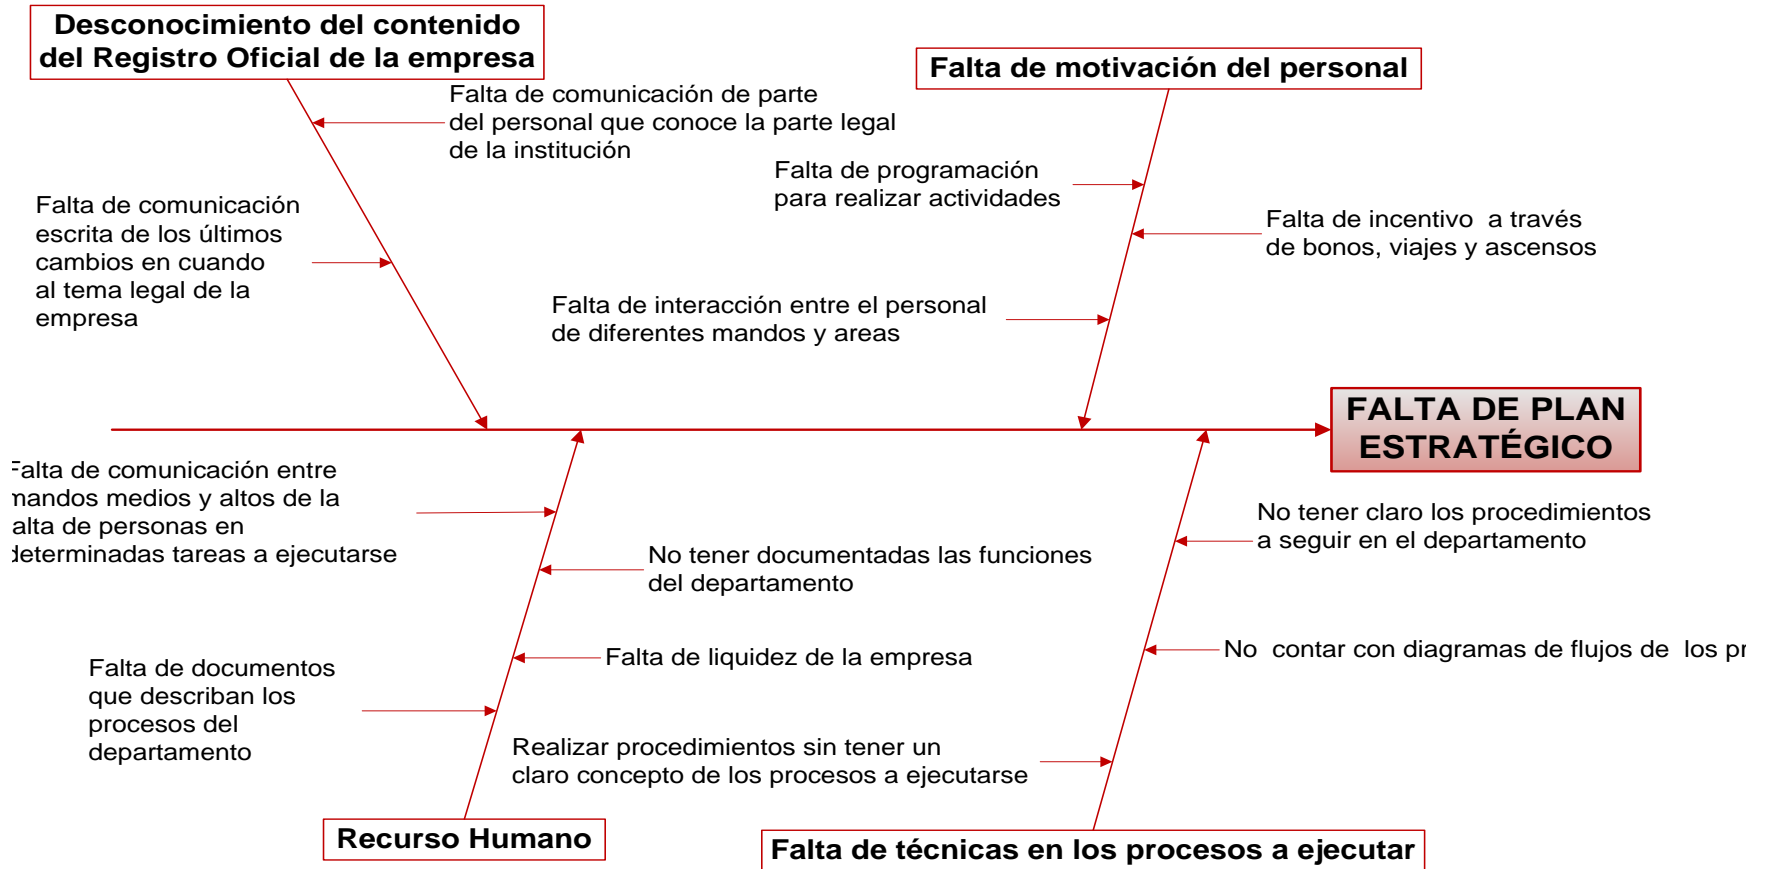 Desconocimiento del contenido
del Registro Oficial de la empresa
Falta de motivación del personal
Falta de comunicación de parte
del personal que conoce la parte legal
de la institución
Falta de comunicación
escrita de los últimos
cambios en cuando
al tema legal de la
empresa
Falta de programación
para realizar actividades
Falta de incentivo a través
de bonos, viajes y ascensos
Falta de interacción entre el personal
de diferentes mandos y areas
FALTA DE PLAN
ESTRATÉGICO
Falta de comunicación entre
mandos medios y altos de la
alta de personas en
determinadas tareas a ejecutarse
No tener documentadas las funciones
del departamento
Falta de liquidez de la empresa
Falta de documentos
que describan los
procesos del
departamento
No tener claro los procedimientos
a seguir en el departamento
No contar con diagramas de flujos de los
Realizar procedimientos sin tener un
claro concepto de los procesos a ejecutarse
Recurso Humano
Falta de técnicas en los procesos a ejecutar